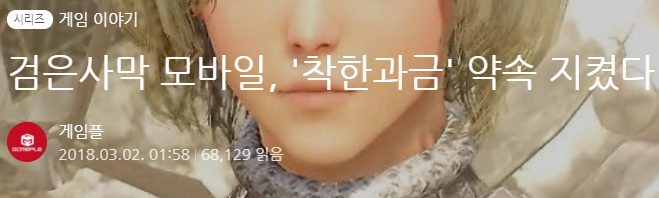 시리즈 게임 이야기
검은사막 모바일, '착한과금' 약속 지켰다
GAMEPLE
게임플
2018.03.02. 01:58 | 68,129 읽음